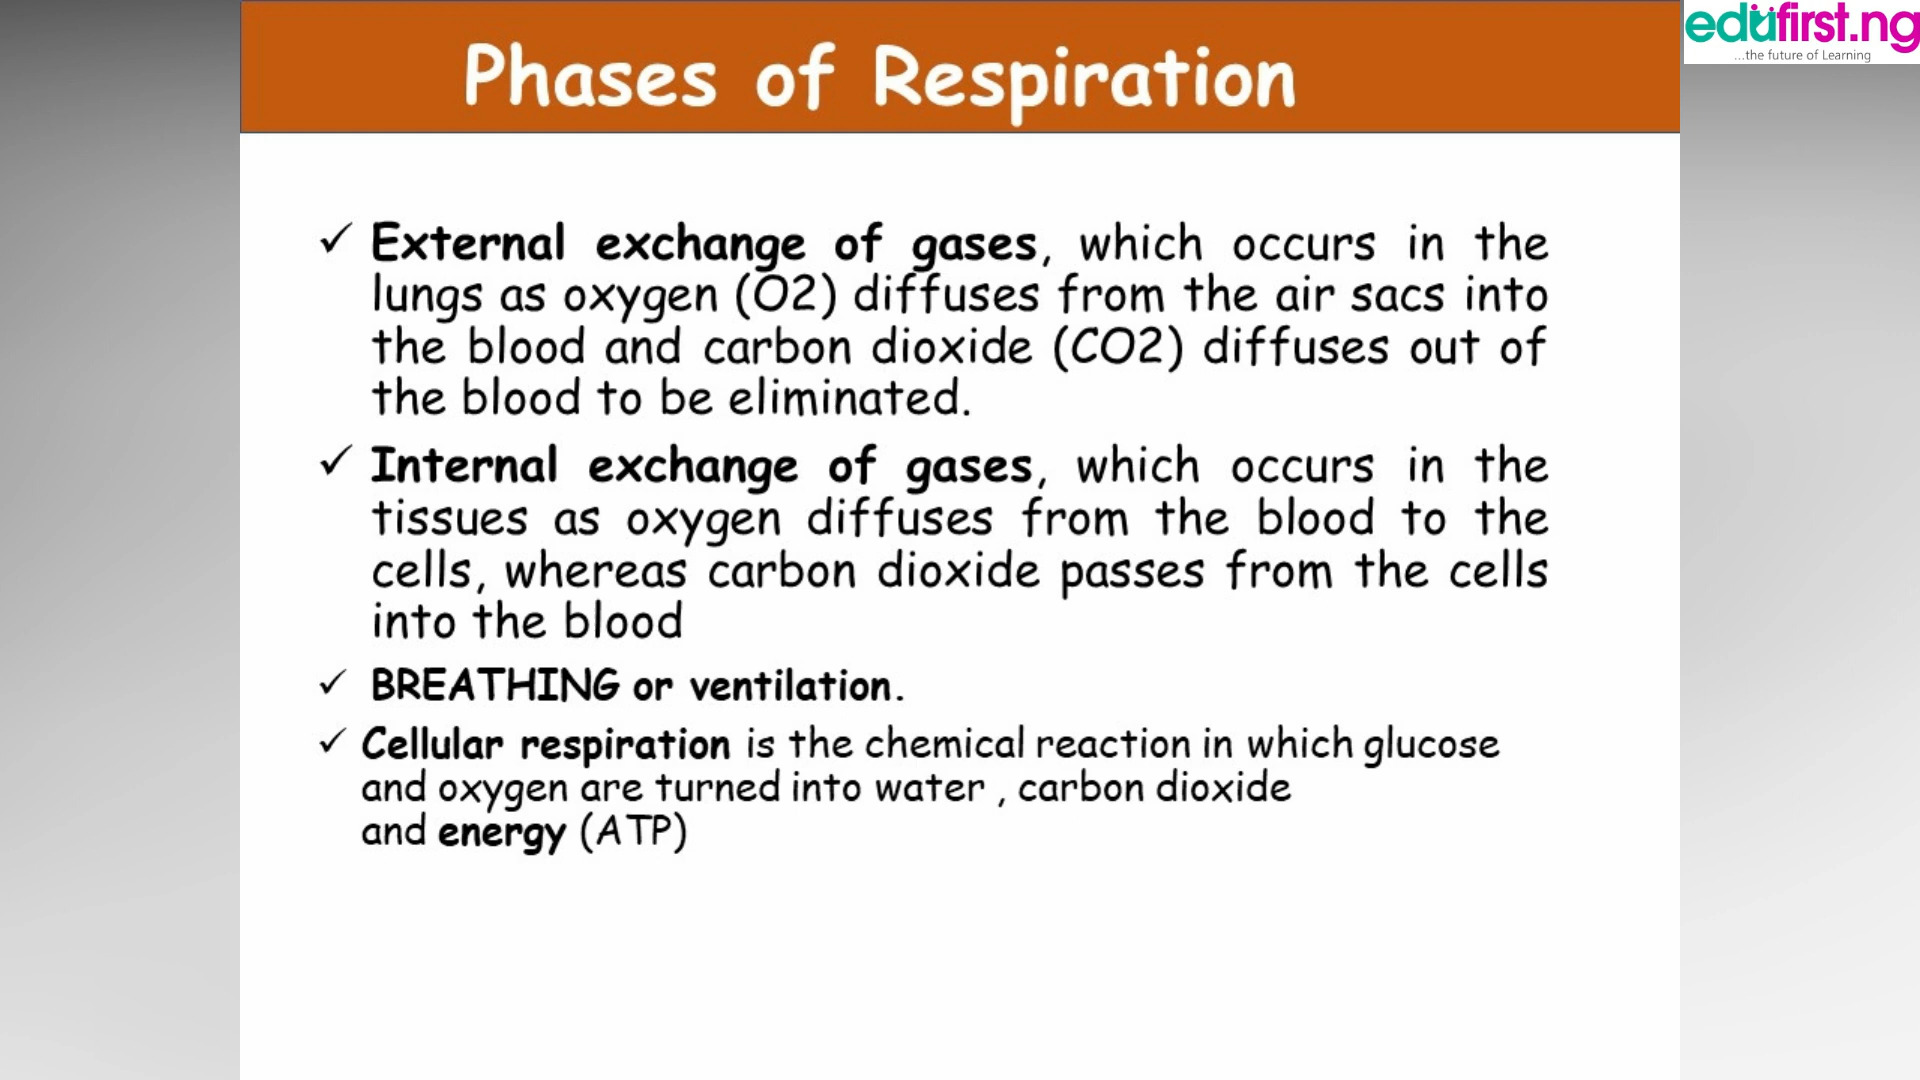 edufirst.ng
...the future of Learning
Phases of Respiration
✓ External exchange of gases, which occurs in the
lungs as oxygen (O2) diffuses from the air sacs into
the blood and carbon dioxide (CO2) diffuses out of
the blood to be eliminated.
✓ Internal exchange of gases, which occurs in the
tissues as oxygen diffuses from the blood to the
cells, whereas carbon dioxide passes from the cells
into the blood
✓ BREATHING or ventilation.
✓ Cellular respiration is the chemical reaction in which glucose
and oxygen are turned into water , carbon dioxide
and energy (ATP)